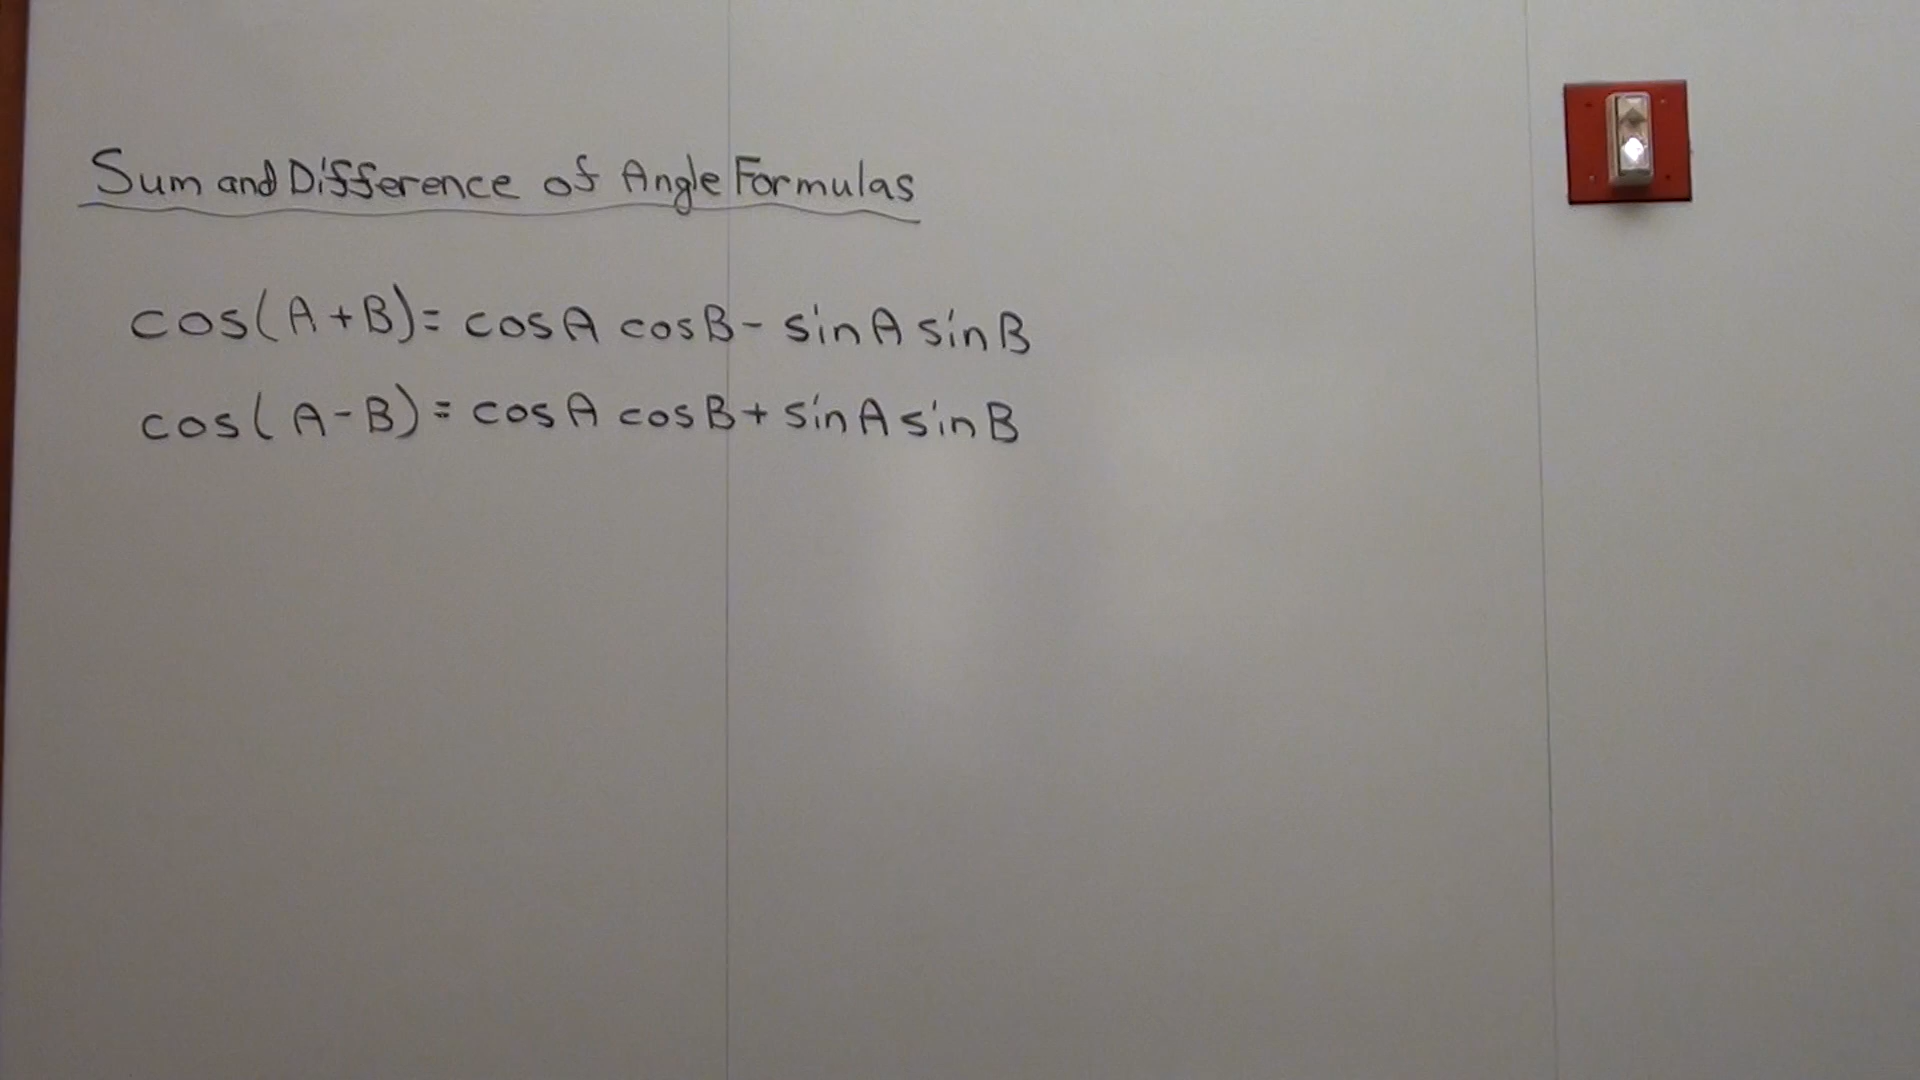 Sum and Difference of Angle Formulas
cos(A+B)= cosA cosB- sinA sinB
cos(A-B)= cosA cosB+ sinA sinB